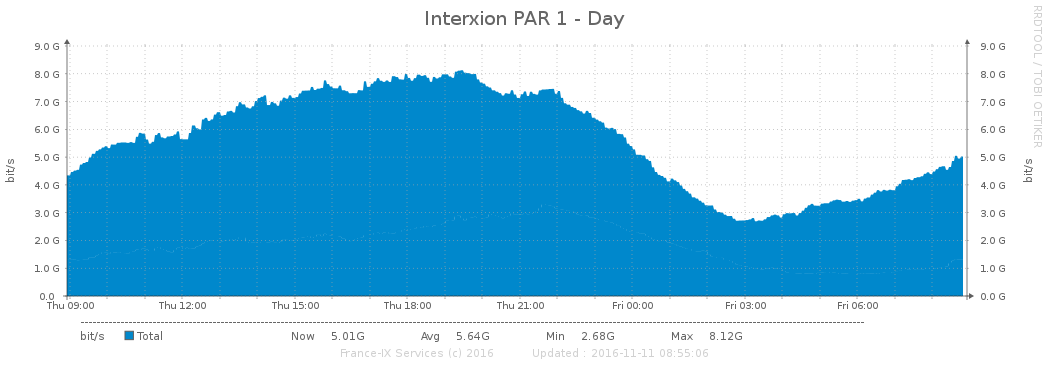 Interxion PAR 1 - Day
RRDTOOL / TOBI OETIKER
bit/s
9.0 G 9.0 G
8.0 G 8.0 G
7.0 G 7.0 G
6.0 G 6.0 G
5.0 G 5.0 G
4.0 G 4.0 G
3.0 G 3.0 G
2.0 G 2.0 G
1.0 G 1.0 G
0.0 0.0 G
bit/s
Thu 09:00 Thu 12:00 Thu 15:00 Thu 18:00 Thu 21:00 Fri 00:00 Fri 03:00 Fri 06:00
bit/s Total Now 5.01G Avg 5.64G Min 2.68G Max 8.12G
France-IX Services (c) 2016 Updated : 2016-11-11 08:55:06